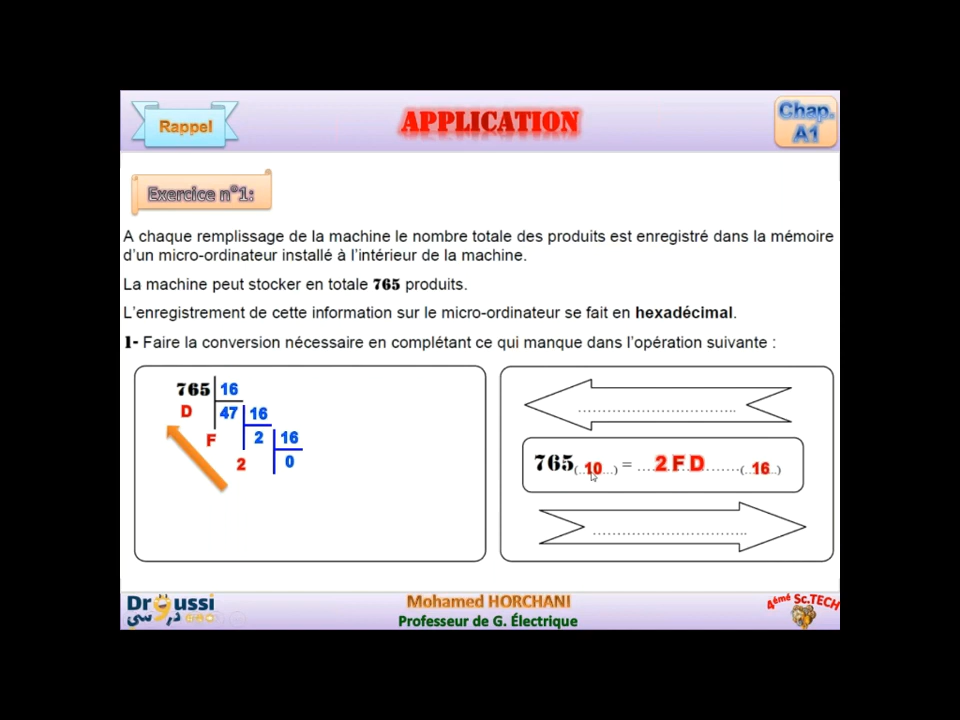 Rappel
APPLICATION
Chap.
A1
Exercice n°1:
A chaque remplissage de la machine le nombre totale des produits est enregistré dans la mémoire
d'un micro-ordinateur installé à l'intérieur de la machine.
La machine peut stocker en totale 765 produits.
L'enregistrement de cette information sur le micro-ordinateur se fait en hexadécimal.
1- Faire la conversion nécessaire en complétant ce qui manque dans l'opération suivante :
765 16
D 47 16
F 2 16
2 0
................................
765(..10...) = ....2 F D.......(..16..)
................................
Drussi
درسي
Mohamed HORCHANI
Professeur de G. Électrique
4émé Sc.TECH